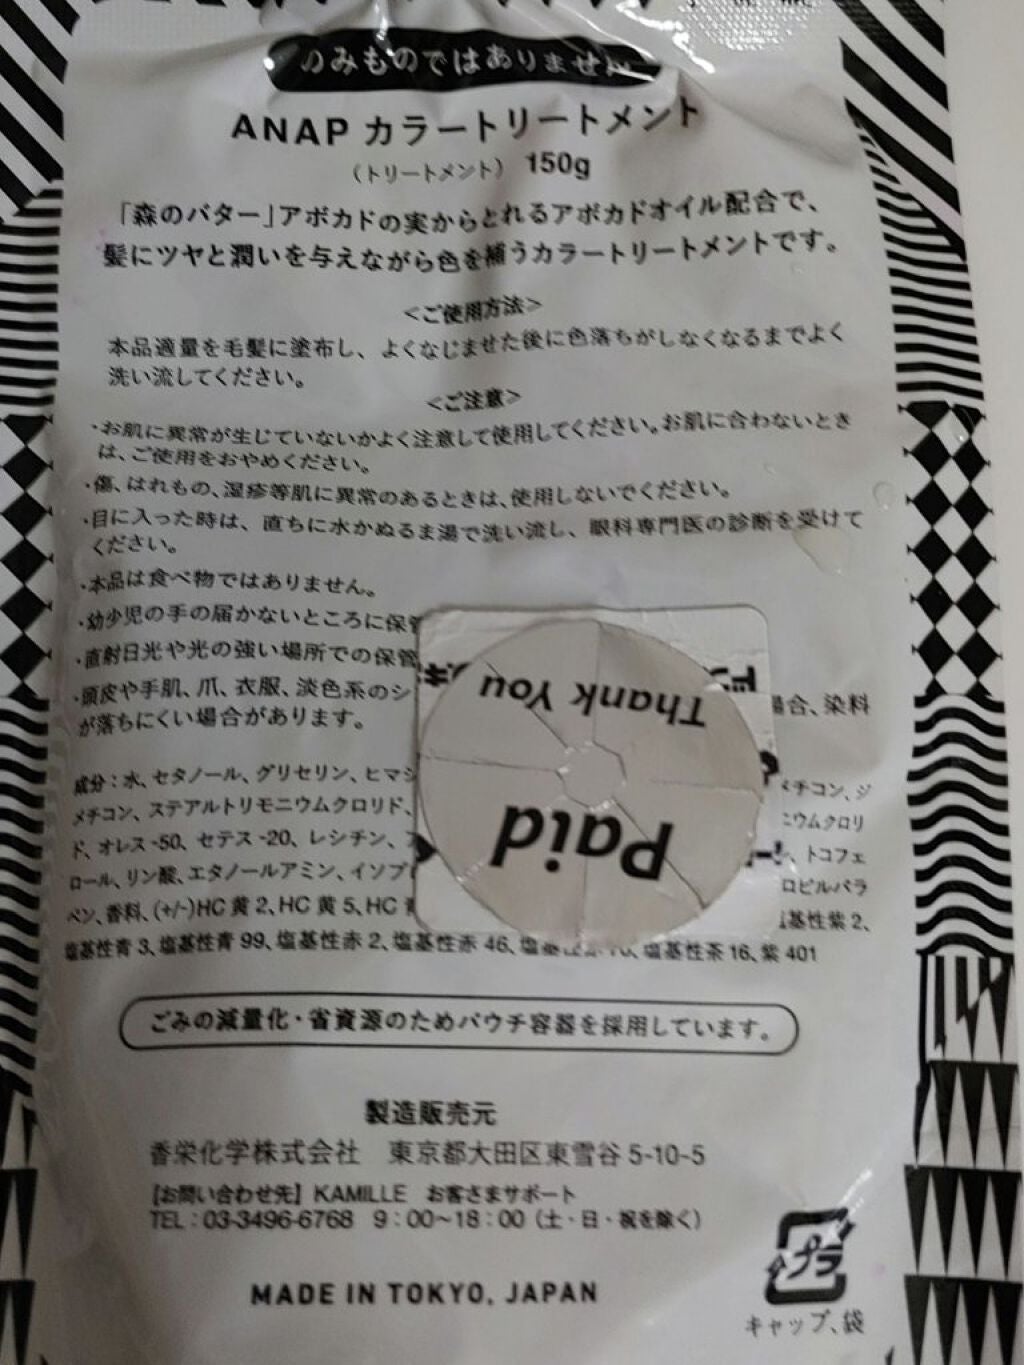 のみものではありません
ANAP カラートリートメント
(トリートメント) 150g
「森のバター」アボカドの実からとれるアボカドオイル配合で、
髪にツヤと潤いを与えながら色を補うカラートリートメントです。
<ご使用方法>
本品適量を毛髪に塗布し、よくなじませた後に色落ちがしなくなるまでよく
洗い流してください。
<ご注意>
・お肌に異常が生じていないかよく注意して使用してください。お肌に合わないとき
は、ご使用をおやめください。
・傷、はれもの、湿疹等肌に異常のあるときは、使用しないでください。
・目に入った時は、直ちに水かぬるま湯で洗い流し、眼科専門医の診断を受けて
ください。
・本品は食べ物ではありません。
・幼少児の手の届かないところに保管
・直射日光や光の強い場所での保管
・頭皮や手肌、爪、衣服、淡色系のシ 場合、染料
が落ちにくい場合があります。
Thank You
Paid
成分:水、セタノール、グリセリン、ヒマシ メチコン、ジ
メチコン、ステアルトリモニウムクロリド、 ニウムクロリ
ド、オレス-50、セテス-20、レシチン、 トコフェ
ロール、リン酸、エタノールアミン、イソプ ロピルパラ
ベン、香料、(+/-)HC 黄 2、HC 黄 5、HC 青 塩基性紫 2、
塩基性青 3、塩基性青 99、塩基性赤 2、塩基性赤 46、塩基性茶 16、紫 401
ごみの減量化・省資源のためパウチ容器を採用しています。
製造販売元
香栄化学株式会社 東京都大田区東雪谷 5-10-5
【お問い合わせ先】KAMILLE お客さまサポート
TEL:03-3496-6768 9:00~18:00 (土・日・祝を除く)
MADE IN TOKYO, JAPAN
プラ
キャップ、袋